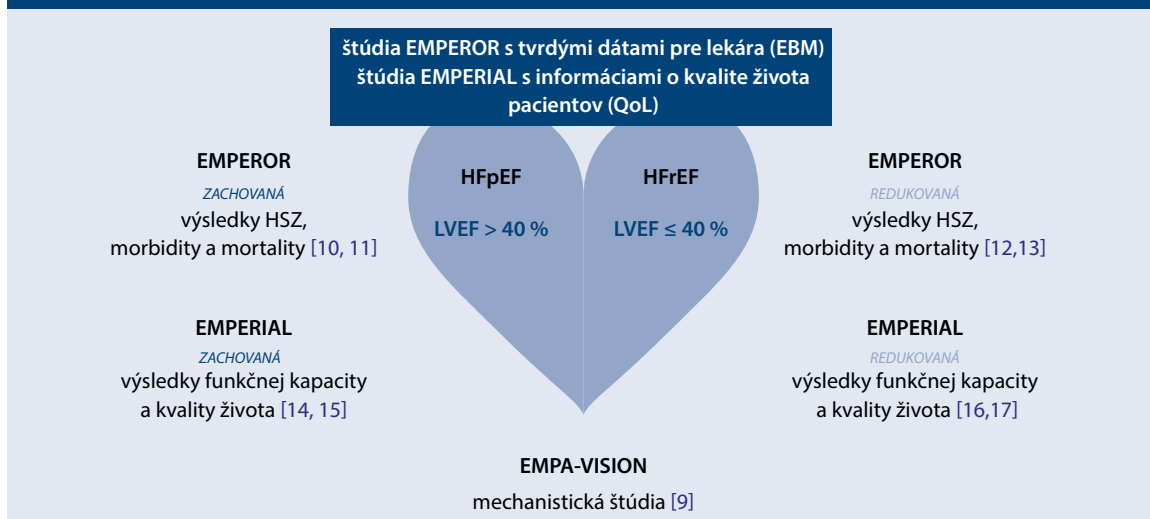 štúdia EMPEROR s tvrdými dátami pre lekára (EBM)
štúdia EMPERIAL s informáciami o kvalite života
pacientov (QoL)
EMPEROR
ZACHOVANÁ
výsledky HSZ,
morbidity a mortality [10, 11]
HFpEF
LVEF > 40 %
HFrEF
LVEF ≤ 40 %
EMPEROR
REDUKOVANÁ
výsledky HSZ,
morbidity a mortality [12,13]
EMPERIAL
ZACHOVANÁ
výsledky funkčnej kapacity
a kvality života [14, 15]
EMPERIAL
REDUKOVANÁ
výsledky funkčnej kapacity
a kvality života [16,17]
EMPA-VISION
mechanistická štúdia [9]